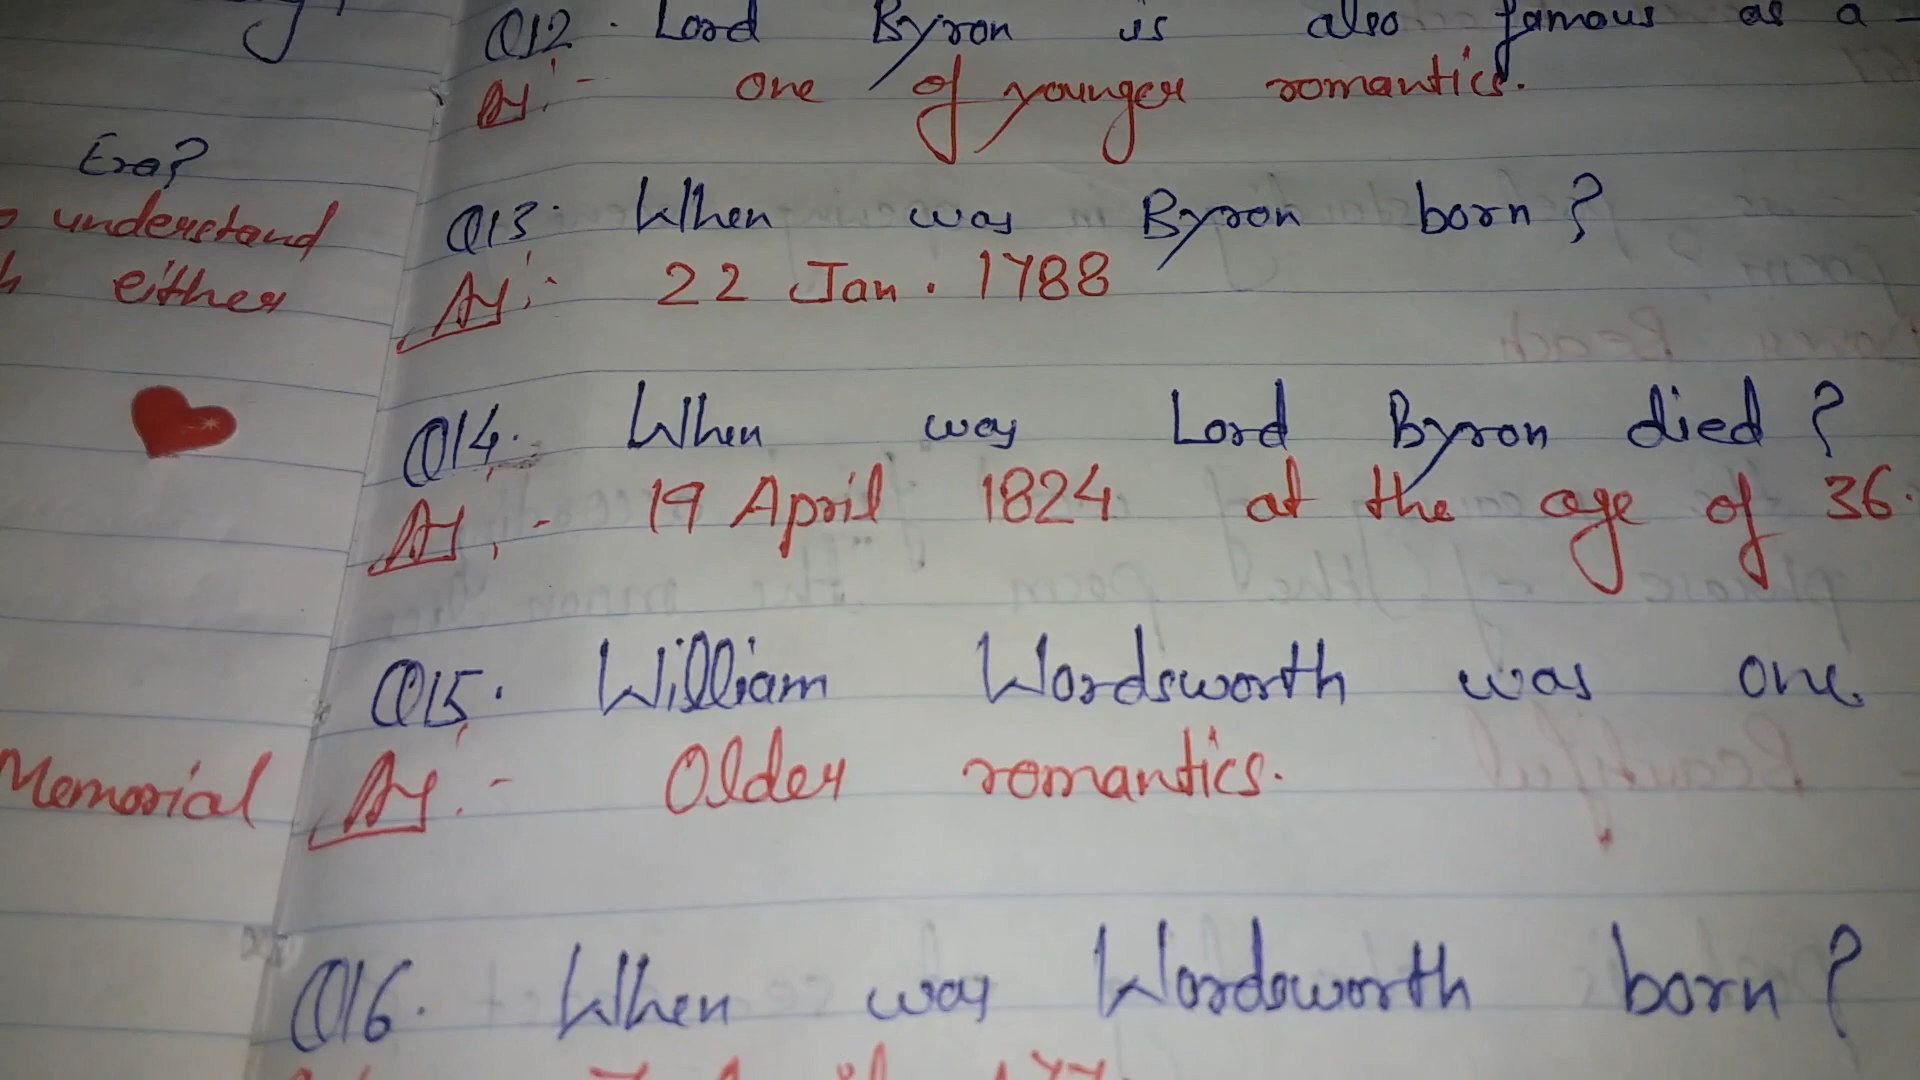 Era?
understand
either
Memorial
Q12. Lord Byron is also famous as a
Ans:- one of younger romantics.
Q13. When was Byron born?
Ans:- 22 Jan. 1788
Q14. When was Lord Byron died?
Ans:- 19 April 1824 at the age of 36.
Q15. William Wordsworth was one
Ans:- Older romantics.
Q16. When was Wordsworth born?